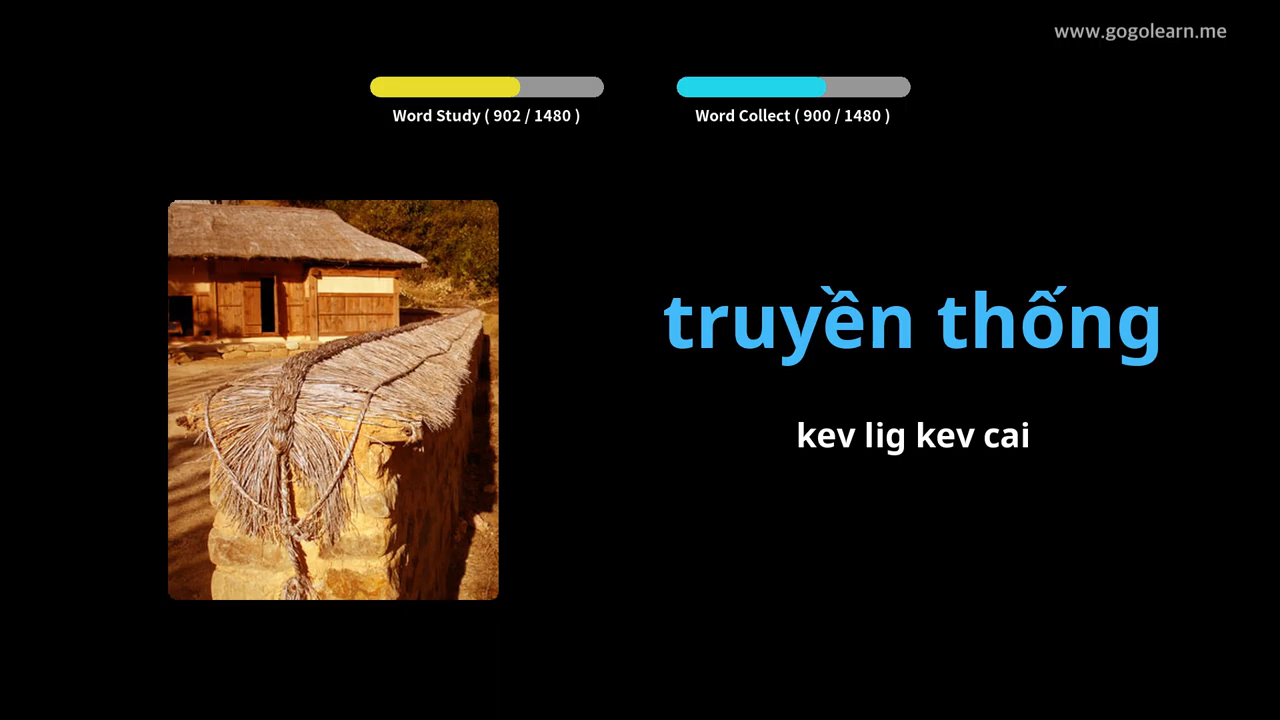 www.gogolearn.me
Word Study ( 902 / 1480 )
Word Collect ( 900 / 1480 )
truyền thống
kev lig kev cai